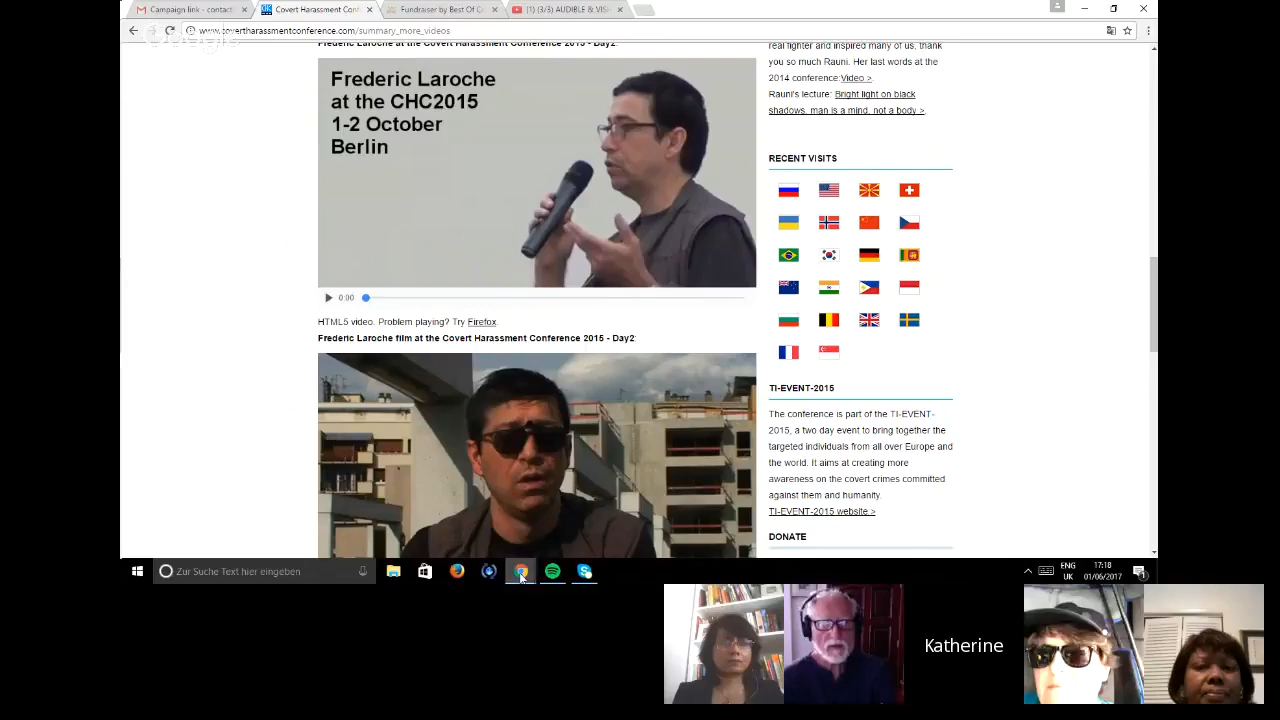 Campaign link - contact
Covert Harassment Conf
Fundraiser by Best Of
(1) (3/3) AUDIBLE & VIS
www.covertharassmentconference.com/summary_more_videos
Frederic Laroche at the Covert Harassment Conference 2015 - Day2:
Frederic Laroche
at the CHC2015
1-2 October
Berlin
0:00
HTML5 video. Problem playing? Try Firefox.
Frederic Laroche film at the Covert Harassment Conference 2015 - Day2:
real fighter and inspired many of us, thank
you so much Rauni. Her last words at the
2014 conference:Video >.
Rauni's lecture: Bright light on black
shadows, man is a mind, not a body >.
RECENT VISITS
TI-EVENT-2015
The conference is part of the TI-EVENT-
2015, a two day event to bring together the
targeted individuals from all over Europe and
the world. It aims at creating more
awareness on the covert crimes committed
against them and humanity.
TI-EVENT-2015 website >
DONATE
Zur Suche Text hier eingeben
ENG
UK
17:18
01/06/2017
Katherine